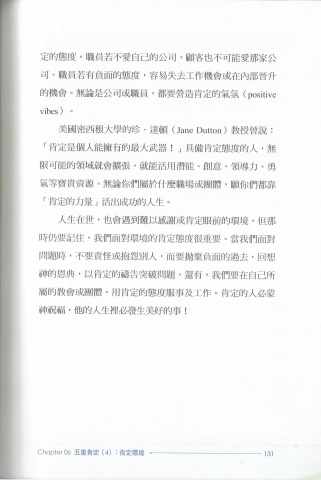 定的態度。職員若不愛自己的公司，顧客也不可能愛那家公
司。職員若有負面的態度，容易失去工作機會或在內部晉升
的機會。無論是公司或職員，都要營造肯定的氣氛（positive
vibes）。
美國密西根大學的珍．達頓（Jane Dutton）教授曾說：
「肯定是個人能擁有的最大武器！」具備肯定態度的人，無
限可能的領域就會擴張，就能活用潛能、創意、領導力、勇
氣等寶貴資源。無論你們屬於什麼職場或團體，願你們都靠
『肯定的力量』活出成功的人生。
人生在世，也會遇到難以感謝或肯定眼前的環境。但那
時仍要記住，我們面對環境的肯定態度很重要。當我們面對
問題時，不要責怪或抱怨別人，而要拋棄負面的過去，回想
神的恩典，以肯定的禱告突破問題。還有，我們要在自己所
屬的教會或團體，用肯定的態度服事及工作。肯定的人必蒙
神祝福，他的人生裡必發生美好的事！
Chapter 06 五重肯定（4）：肯定環境
131